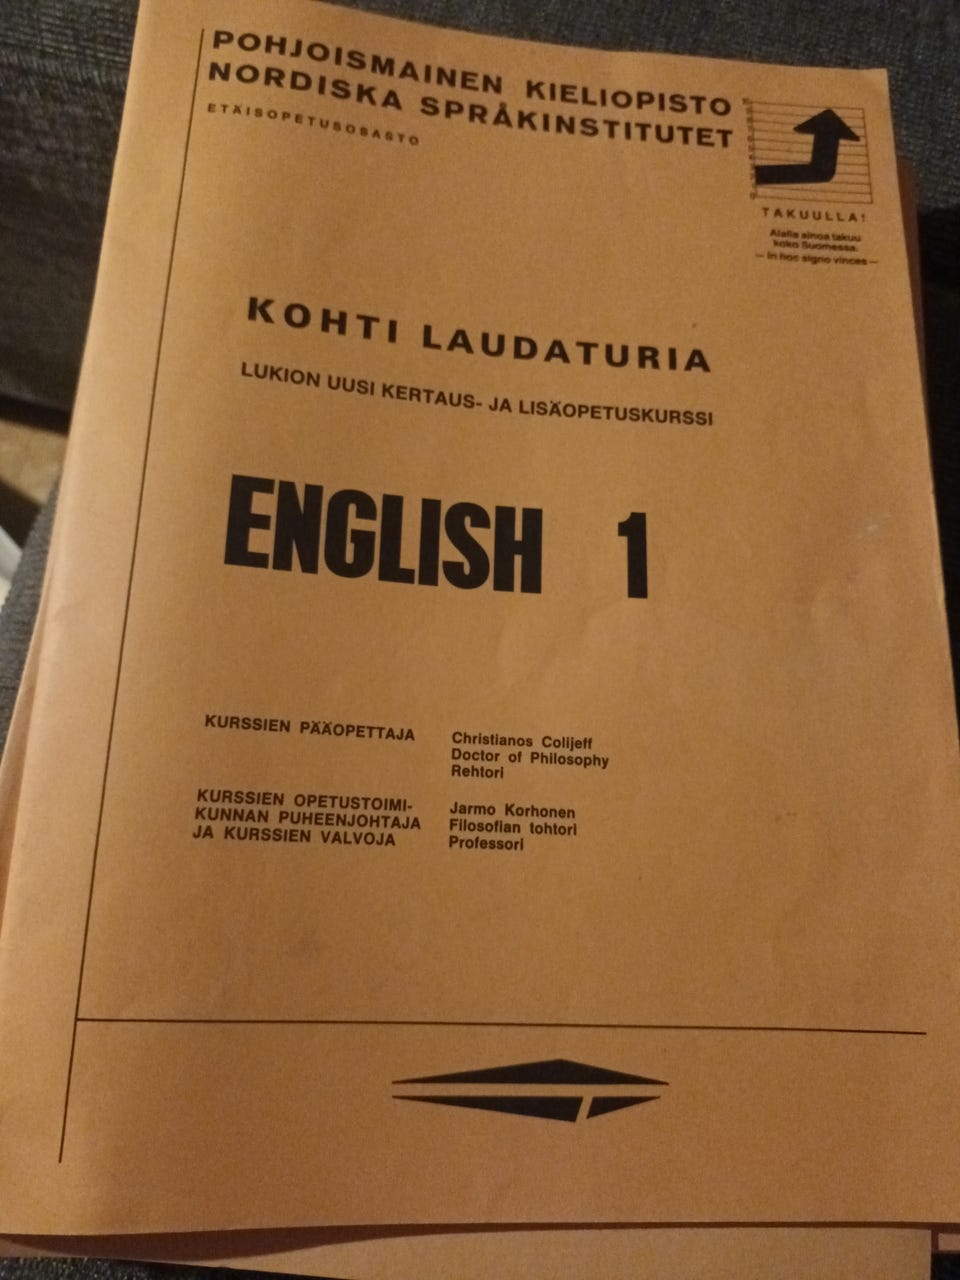 POHJOISMAINEN KIELIOPISTO
NORDISKA SPRÅKINSTITUTET
ETÄISOPETUSOSASTO
TAKUULLA!
Alalla ainoa takuu
koko Suomessa.
— In hoc signo vinces —
KOHTI LAUDATURIA
LUKION UUSI KERTAUS- JA LISÄOPETUSKURSSI
ENGLISH 1
KURSSIEN PÄÄOPETTAJA
Christianos Colijeff
Doctor of Philosophy
Rehtori
KURSSIEN OPETUSTOIMI-
KUNNAN PUHEENJOHTAJA
JA KURSSIEN VALVOJA
Jarmo Korhonen
Filosofian tohtori
Professori